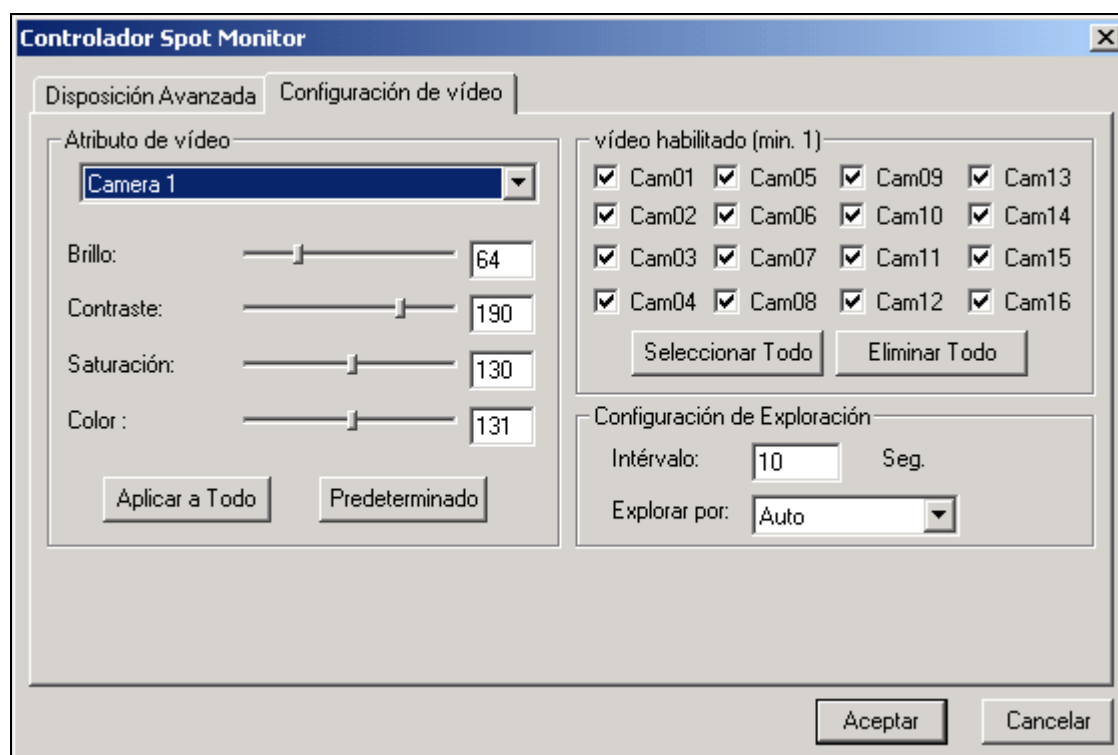 Controlador Spot Monitor
Disposición Avanzada
Configuración de vídeo
Atributo de vídeo
Camera 1
Brillo:
64
Contraste:
190
Saturación:
130
Color :
131
Aplicar a Todo
Predeterminado
vídeo habilitado (min. 1)
Cam01 Cam05 Cam09 Cam13
Cam02 Cam06 Cam10 Cam14
Cam03 Cam07 Cam11 Cam15
Cam04 Cam08 Cam12 Cam16
Seleccionar Todo
Eliminar Todo
Configuración de Exploración
Intérvalo: 10 Seg.
Explorar por: Auto
Aceptar
Cancelar